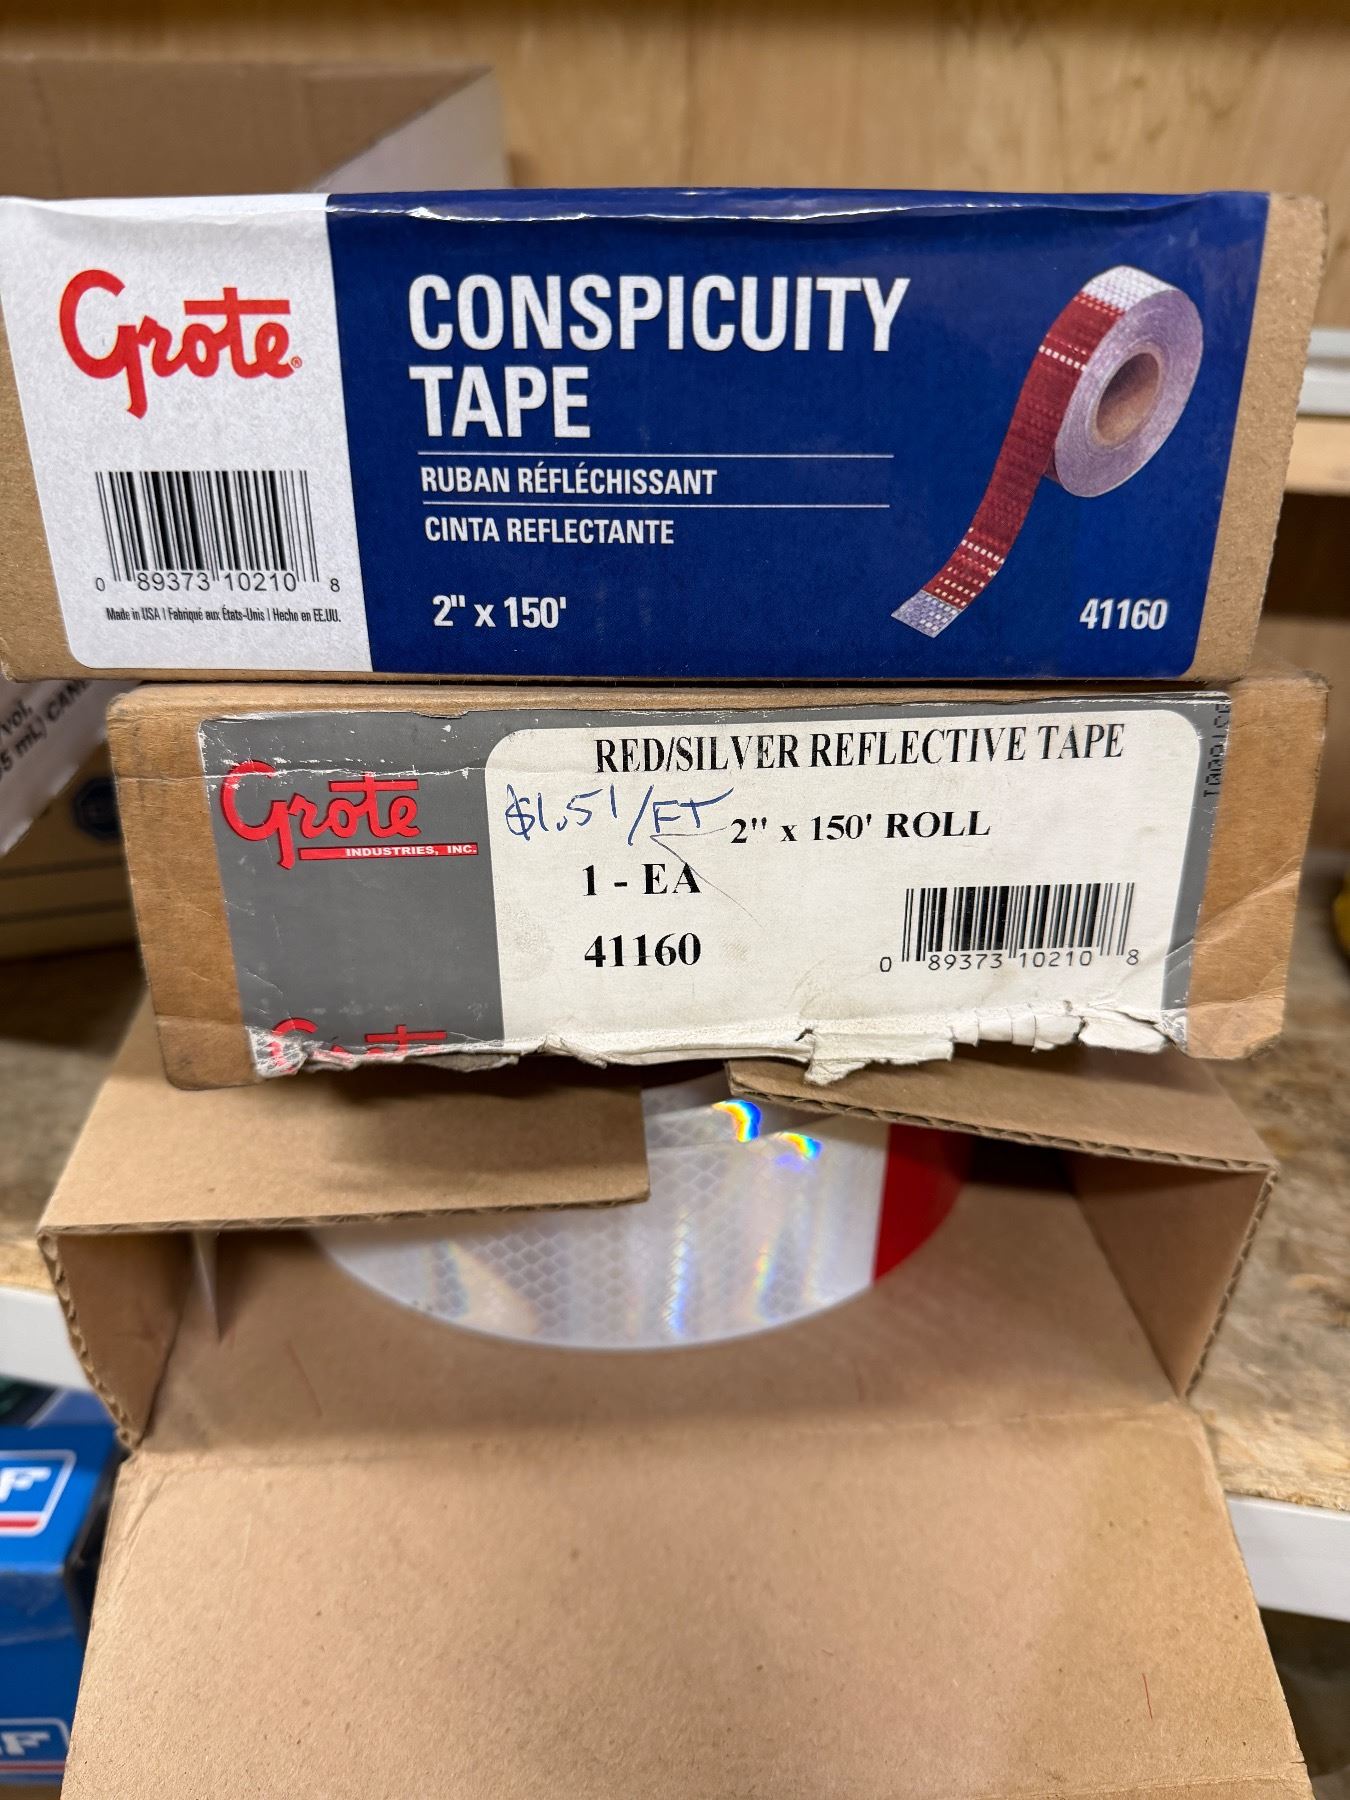 Grote®
CONSPICUITY
TAPE
RUBAN RÉFLÉCHISSANT
CINTA REFLECTANTE
2" x 150'
41160
0 89373 10210 8
Made in USA | Fabriqué aux États-Unis | Hecho en EE.UU.
Grote
INDUSTRIES, INC.
RED/SILVER REFLECTIVE TAPE
$1.51/FT
2" x 150' ROLL
1 - EA
41160
0 89373 10210 8